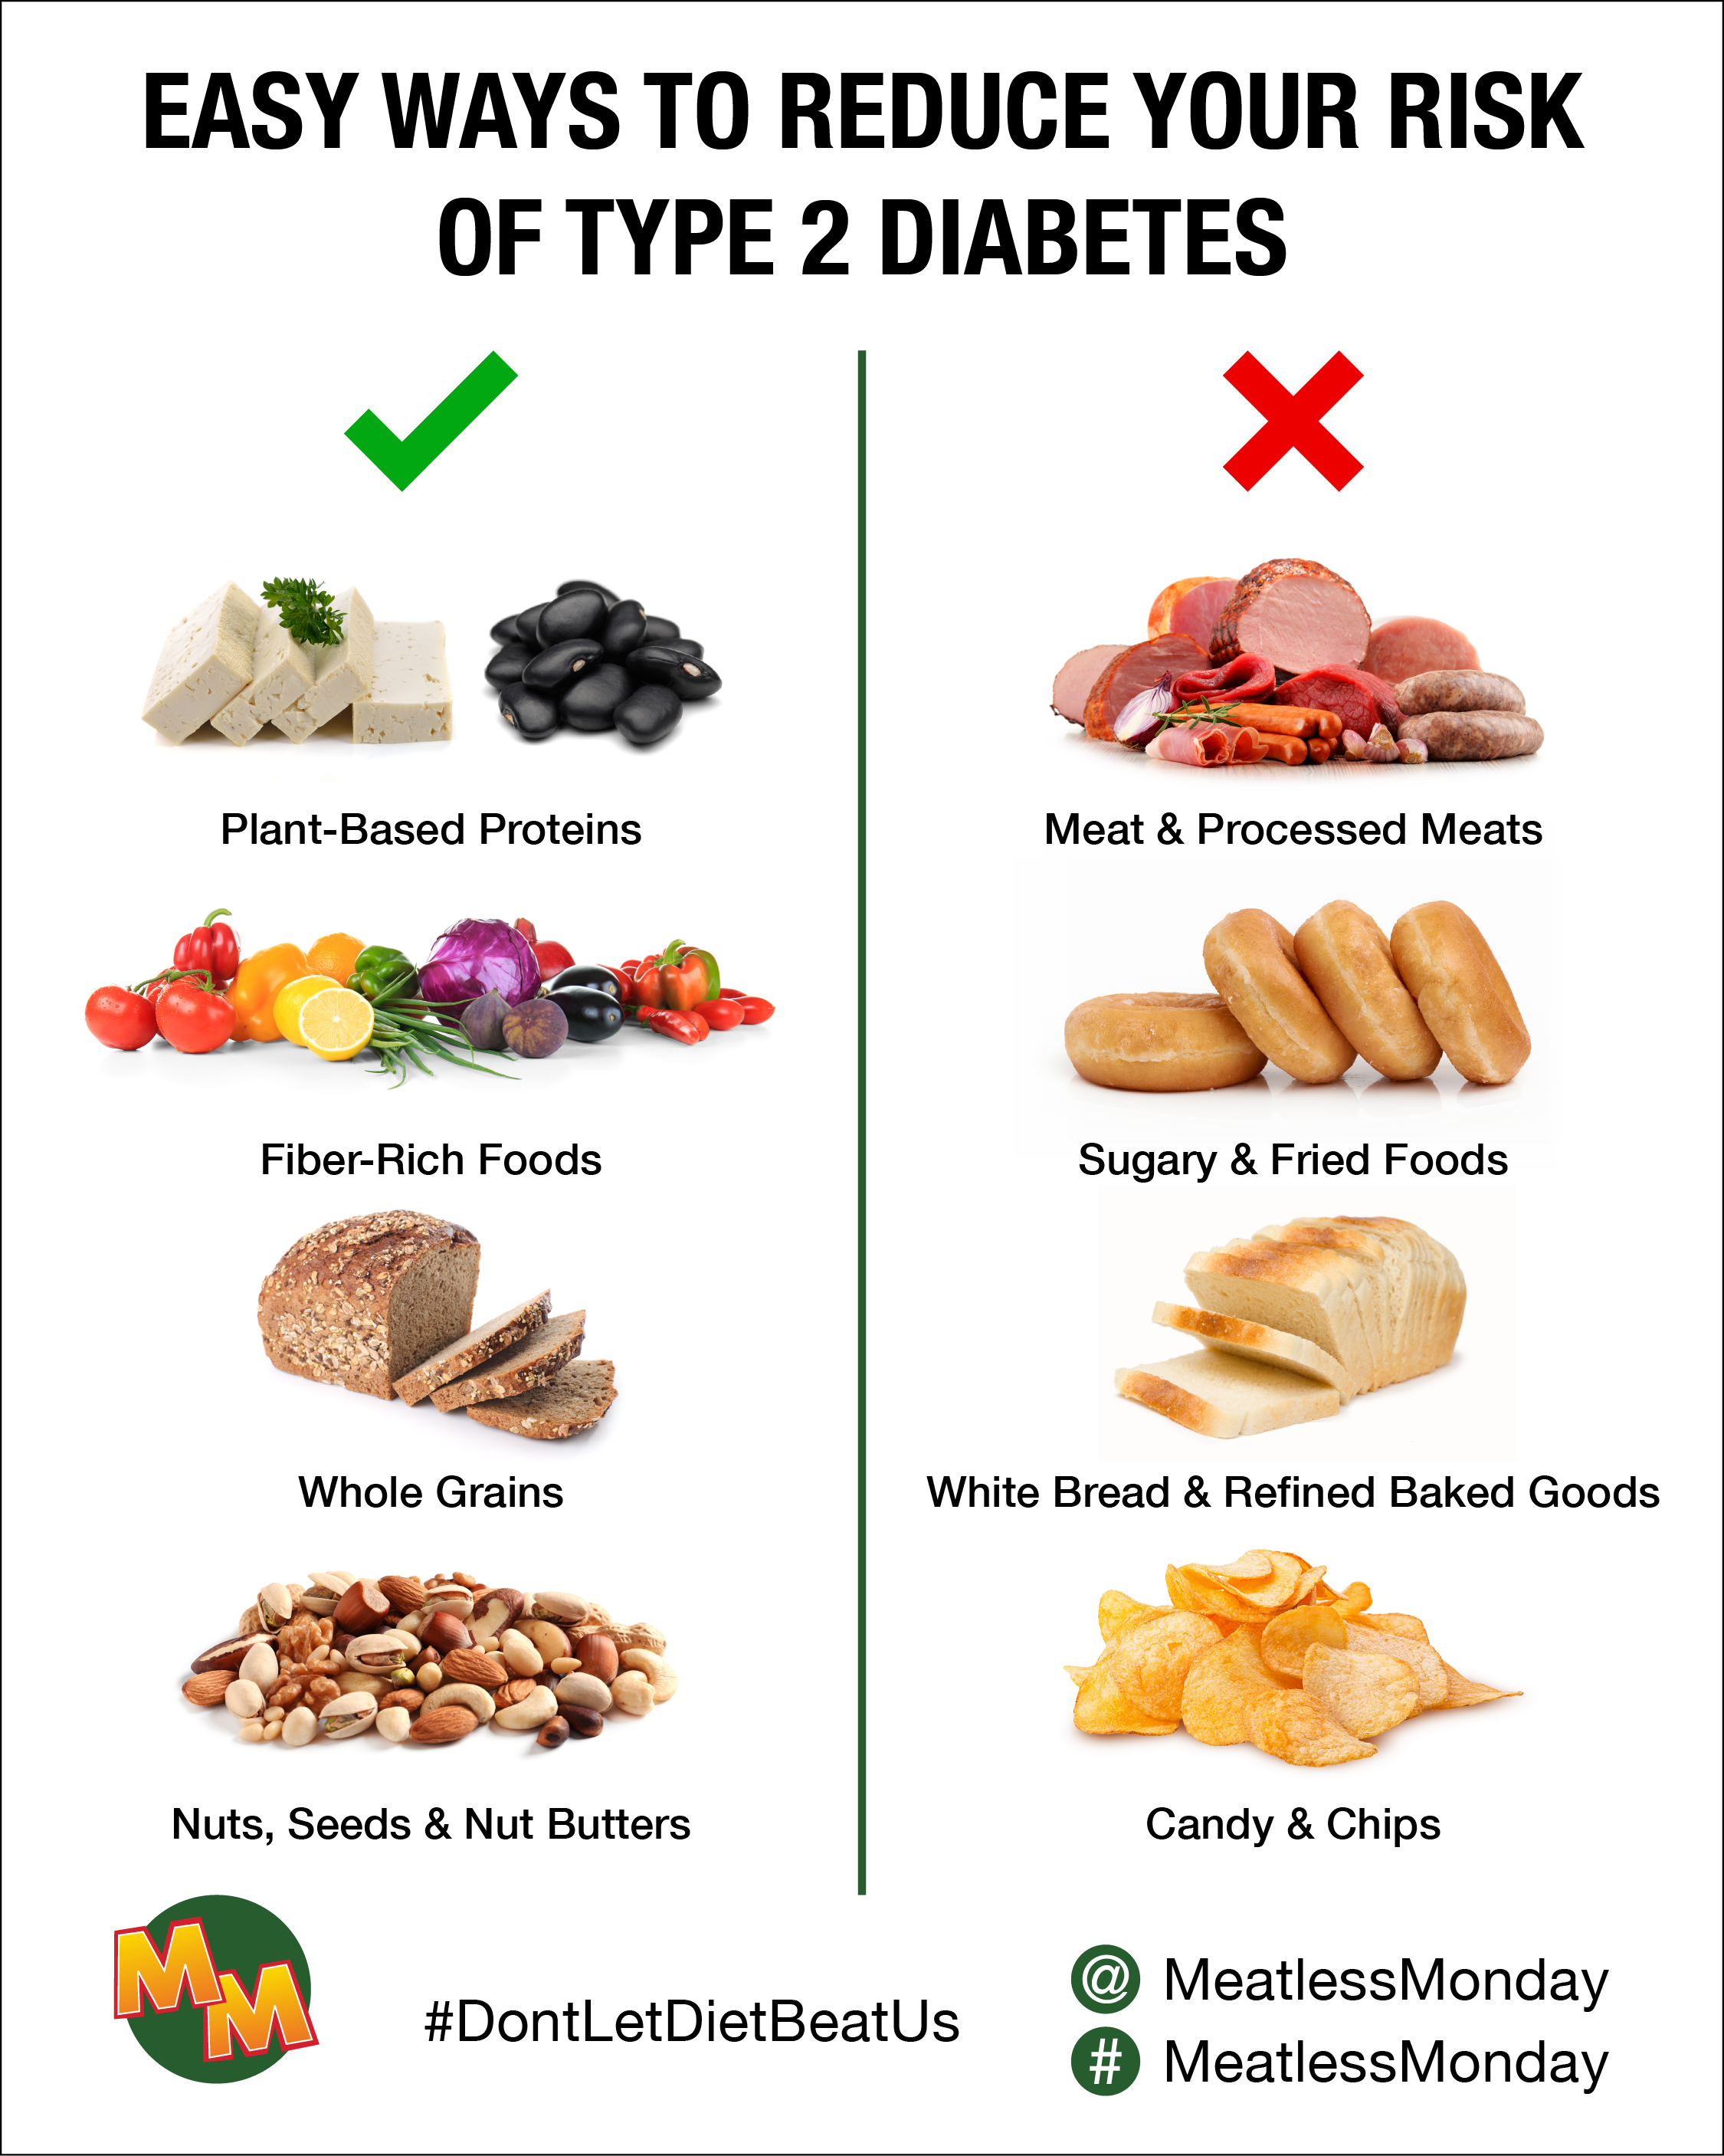 EASY WAYS TO REDUCE YOUR RISK
OF TYPE 2 DIABETES
Plant-Based Proteins
Meat & Processed Meats
Fiber-Rich Foods
Sugary & Fried Foods
Whole Grains
White Bread & Refined Baked Goods
Nuts, Seeds & Nut Butters
Candy & Chips
MM
#DontLetDietBeatUs
@ MeatlessMonday
# MeatlessMonday